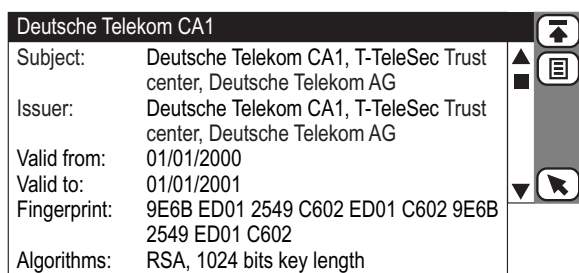 Deutsche Telekom CA1
Subject: Deutsche Telekom CA1, T-TeleSec Trust
center, Deutsche Telekom AG
Issuer: Deutsche Telekom CA1, T-TeleSec Trust
center, Deutsche Telekom AG
Valid from: 01/01/2000
Valid to: 01/01/2001
Fingerprint: 9E6B ED01 2549 C602 ED01 C602 9E6B
2549 ED01 C602
Algorithms: RSA, 1024 bits key length